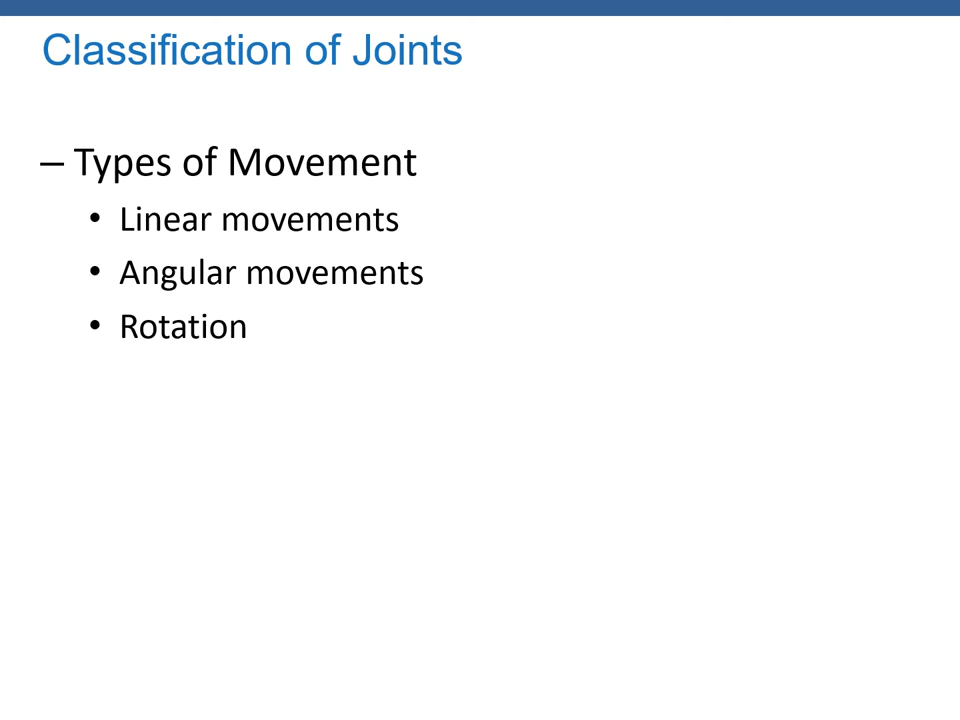 Classification of Joints
– Types of Movement
• Linear movements
• Angular movements
• Rotation